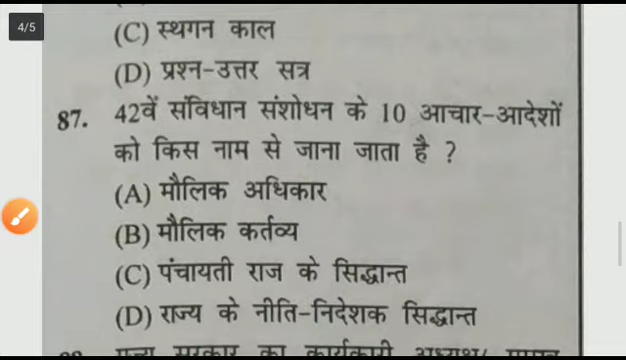 4/5
(C) स्थगन काल
(D) प्रश्न-उत्तर सत्र
87. 42वें संविधान संशोधन के 10 आचार-आदेशों
को किस नाम से जाना जाता है ?
(A) मौलिक अधिकार
(B) मौलिक कर्तव्य
(C) पंचायती राज के सिद्धान्त
(D) राज्य के नीति-निदेशक सिद्धान्त